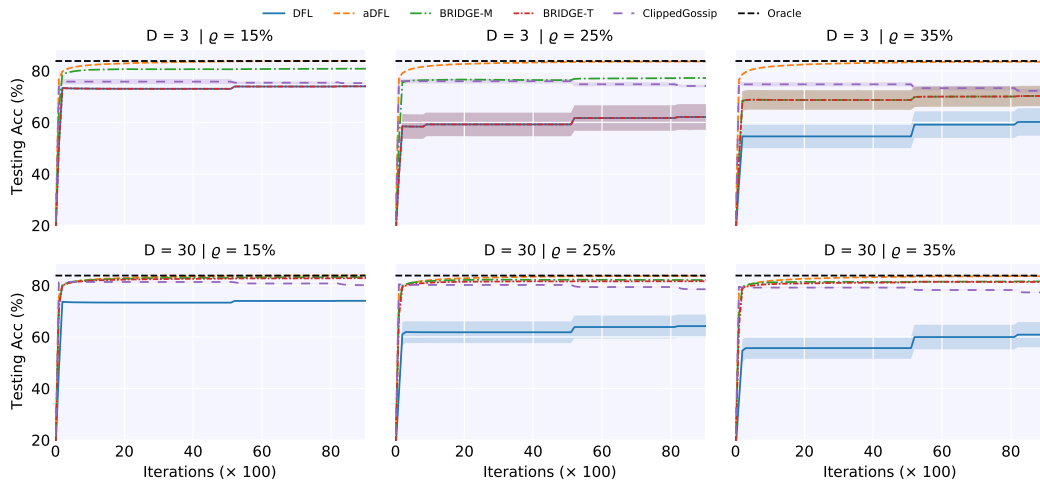 DFL aDFL BRIDGE-M BRIDGE-T ClippedGossip Oracle
D = 3 | ϱ = 15% D = 3 | ϱ = 25% D = 3 | ϱ = 35%
Testing Acc (%)
80
60
40
20
D = 30 | ϱ = 15% D = 30 | ϱ = 25% D = 30 | ϱ = 35%
Testing Acc (%)
80
60
40
20
0 20 40 60 80 0 20 40 60 80 0 20 40 60 80
Iterations (× 100) Iterations (× 100) Iterations (× 100)